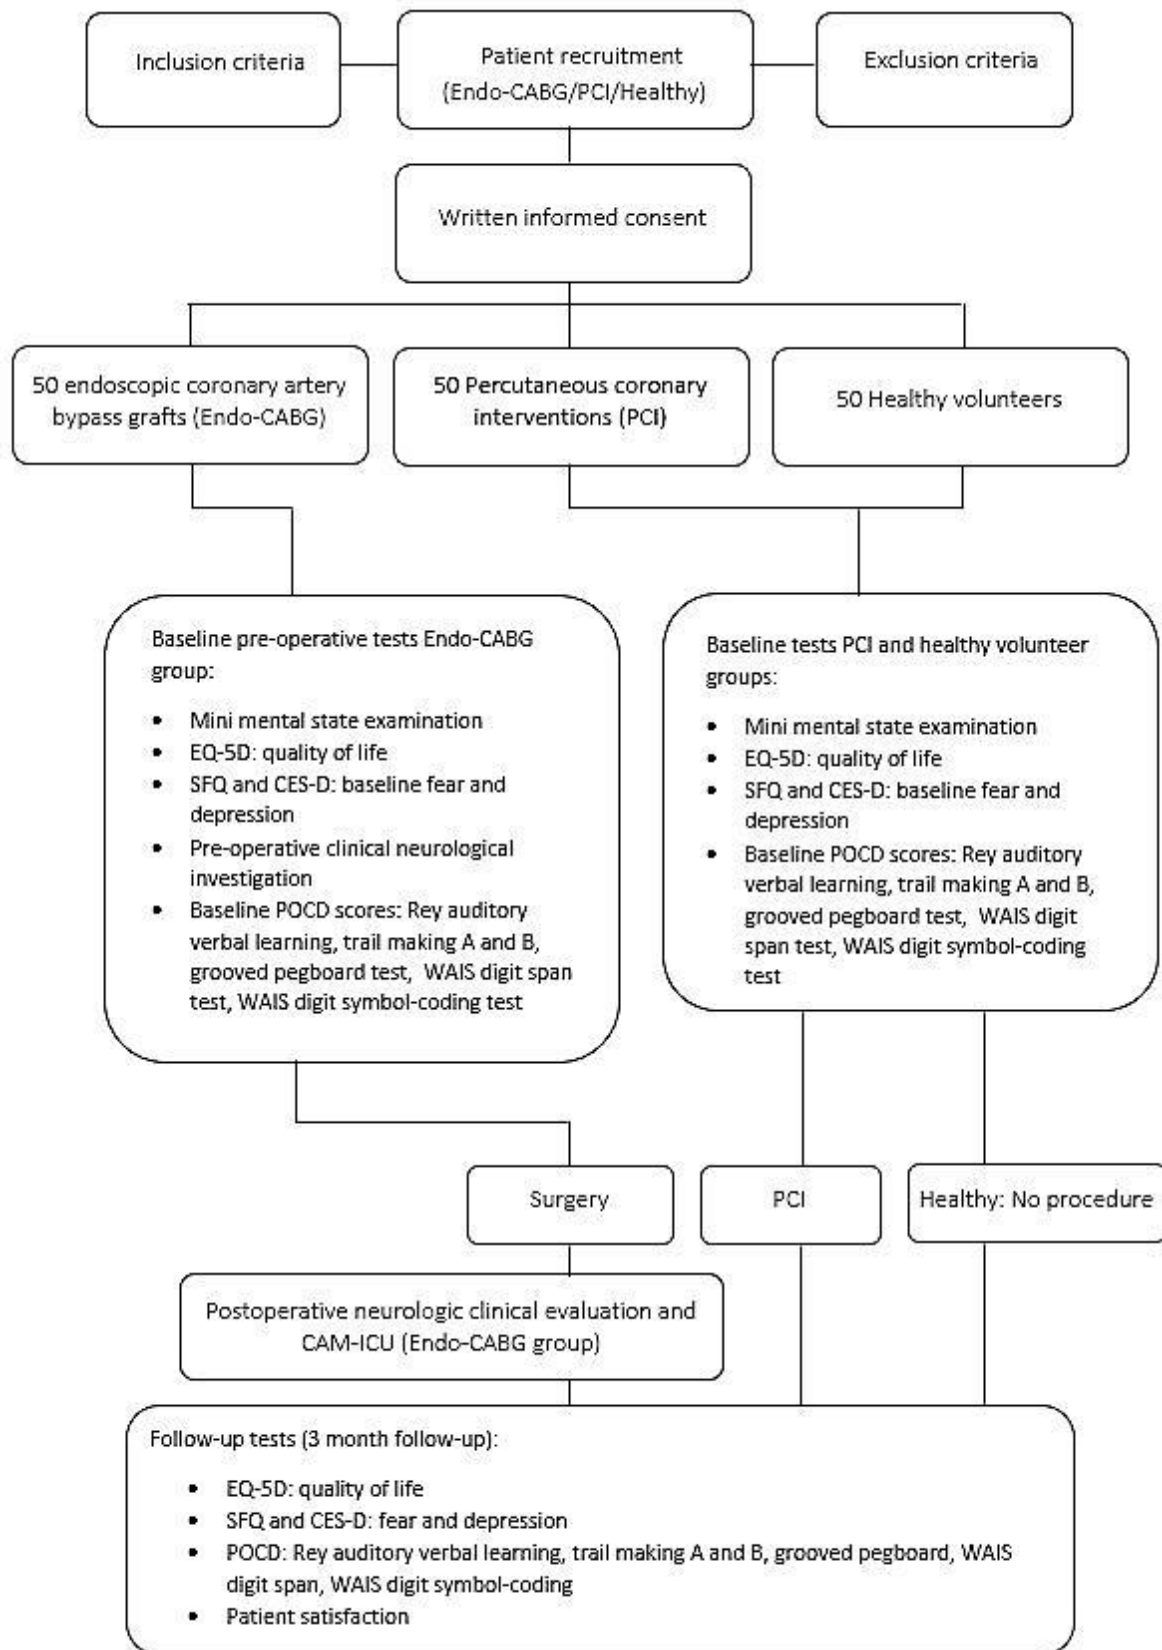 Inclusion criteria
Patient recruitment
(Endo-CABG/PCI/Healthy)
Exclusion criteria
Written informed consent
50 endoscopic coronary artery
bypass grafts (Endo-CABG)
50 Percutaneous coronary
interventions (PCI)
50 Healthy volunteers
Baseline pre-operative tests Endo-CABG
group:
• Mini mental state examination
• EQ-5D: quality of life
• SFQ and CES-D: baseline fear and
depression
• Pre-operative clinical neurological
investigation
• Baseline POCD scores: Rey auditory
verbal learning, trail making A and B,
grooved pegboard test, WAIS digit span
test, WAIS digit symbol-coding test
Baseline tests PCI and healthy volunteer
groups:
• Mini mental state examination
• EQ-5D: quality of life
• SFQ and CES-D: baseline fear and
depression
• Baseline POCD scores: Rey auditory
verbal learning, trail making A and B,
grooved pegboard test, WAIS digit
span test, WAIS digit symbol-coding
test
Surgery
PCI
Healthy: No procedure
Postoperative neurologic clinical evaluation and
CAM-ICU (Endo-CABG group)
Follow-up tests (3 month follow-up):
• EQ-5D: quality of life
• SFQ and CES-D: fear and depression
• POCD: Rey auditory verbal learning, trail making A and B, grooved pegboard, WAIS
digit span, WAIS digit symbol-coding
• Patient satisfaction